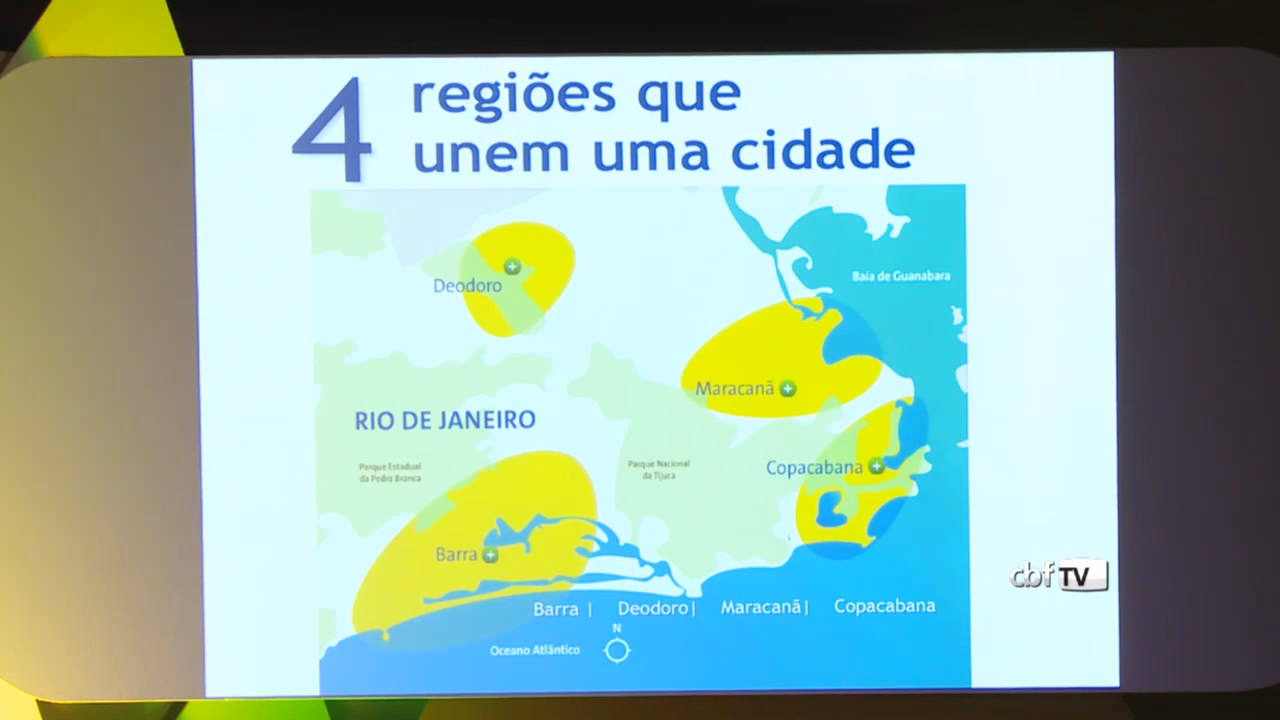 4 regiões que
unem uma cidade
Baía de Guanabara
Deodoro
Maracanã
RIO DE JANEIRO
Parque Estadual
da Pedra Branca
Parque Nacional
da Tijuca
Copacabana
Barra
Barra | Deodoro| Maracanã| Copacabana
N
Oceano Atlântico
cbf TV